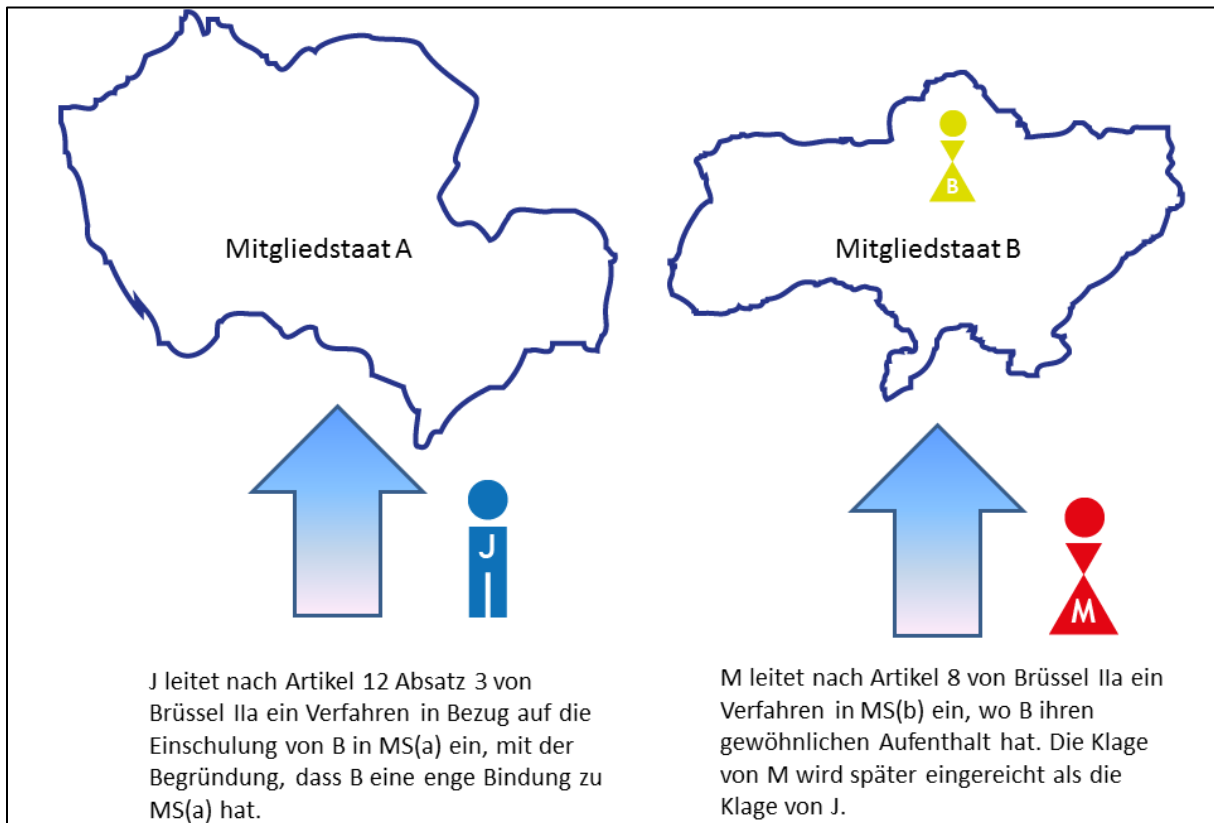 Mitgliedstaat A
B
Mitgliedstaat B
J
M
J leitet nach Artikel 12 Absatz 3 von
Brüssel IIa ein Verfahren in Bezug auf die
Einschulung von B in MS(a) ein, mit der
Begründung, dass B eine enge Bindung zu
MS(a) hat.
M leitet nach Artikel 8 von Brüssel IIa ein
Verfahren in MS(b) ein, wo B ihren
gewöhnlichen Aufenthalt hat. Die Klage
von M wird später eingereicht als die
Klage von J.